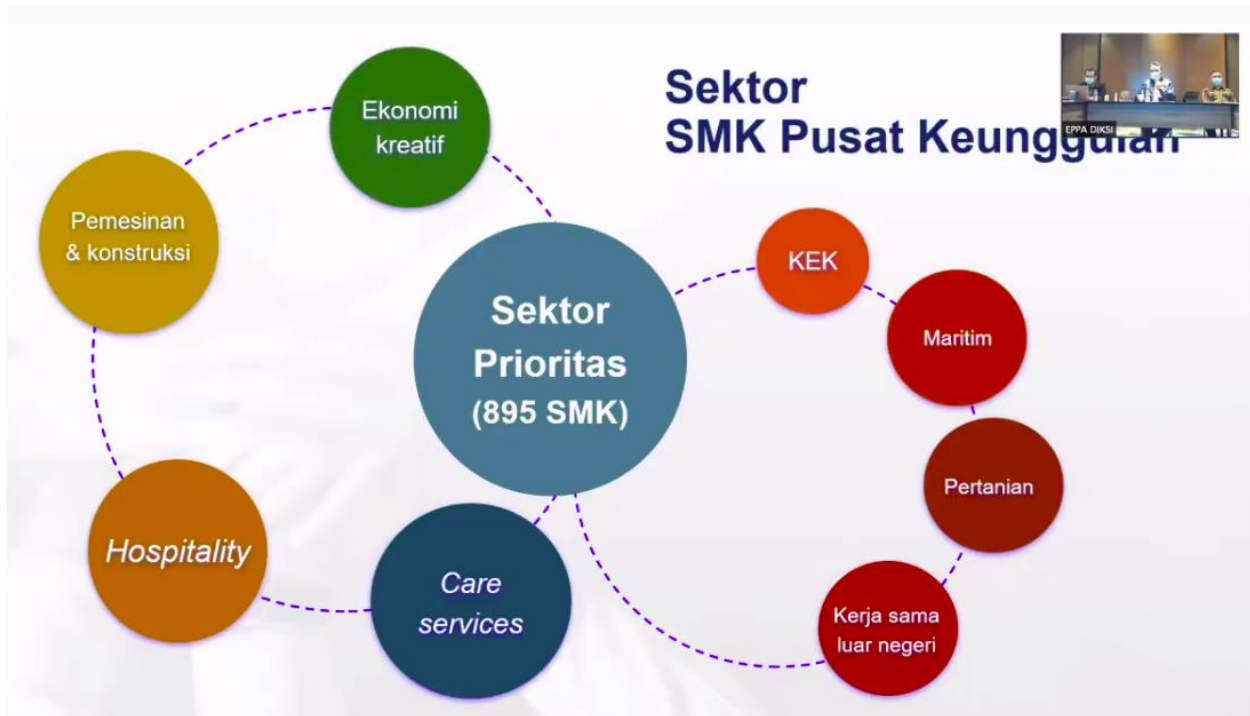 Sektor
SMK Pusat Keunggulan
EPPA DIKSI
Ekonomi
kreatif
Pemesinan
& konstruksi
Sektor
Prioritas
(895 SMK)
KEK
Maritim
Pertanian
Hospitality
Care
services
Kerja sama
luar negeri